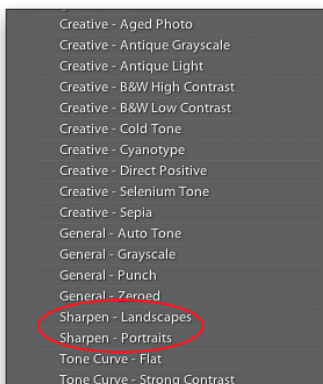 Creative - Aged Photo
Creative - Antique Grayscale
Creative - Antique Light
Creative - B&W High Contrast
Creative - B&W Low Contrast
Creative - Cold Tone
Creative - Cyanotype
Creative - Direct Positive
Creative - Selenium Tone
Creative - Sepia
General - Auto Tone
General - Grayscale
General - Punch
General - Zeroed
Sharpen - Landscapes
Sharpen - Portraits
Tone Curve - Flat
Tone Curve - Strong Contrast